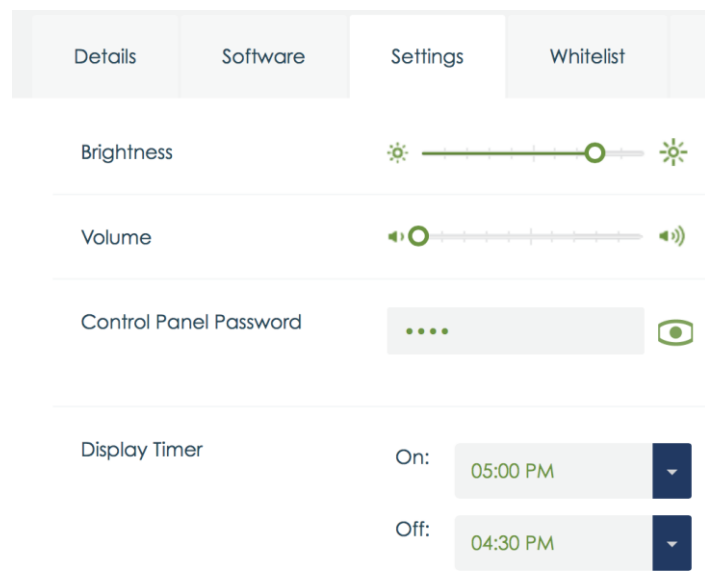 Details Software Settings Whitelist
Brightness
Volume
Control Panel Password
••••
Display Timer
On: 05:00 PM
Off: 04:30 PM